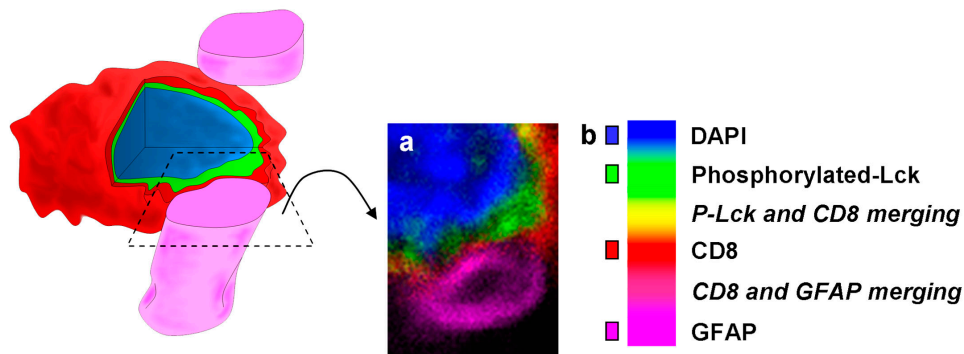 a
b
DAPI
Phosphorylated-Lck
P-Lck and CD8 merging
CD8
CD8 and GFAP merging
GFAP